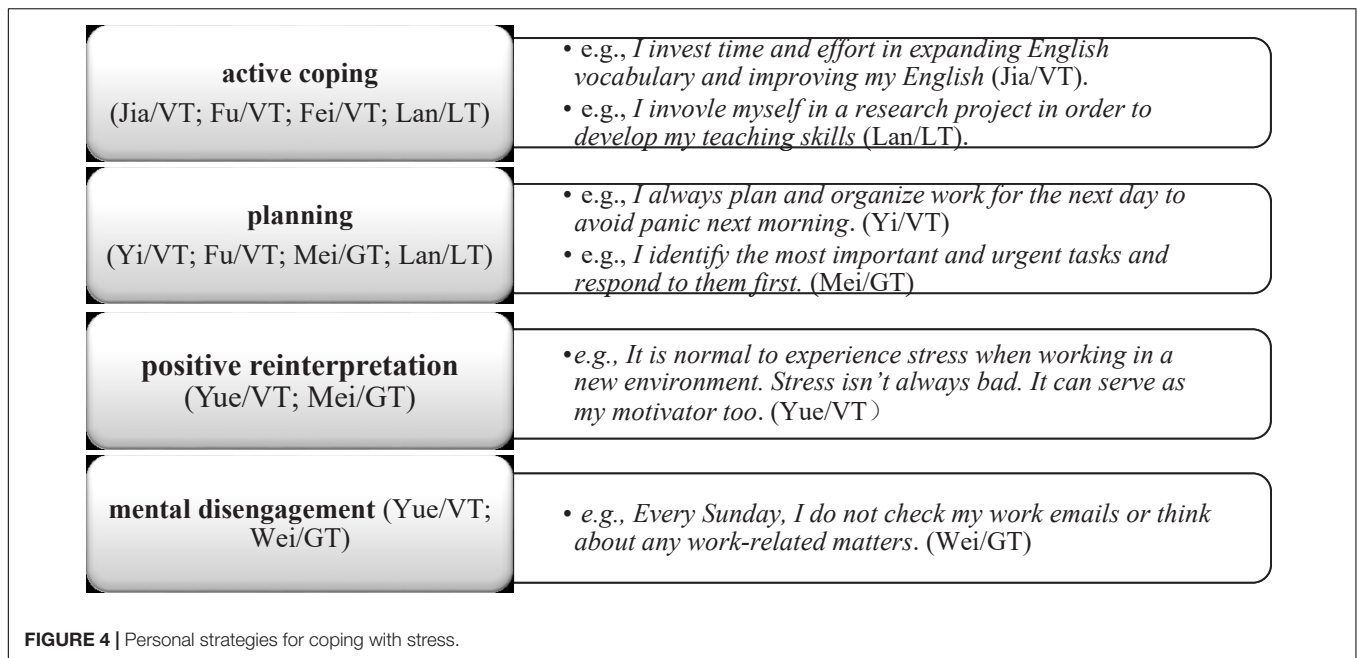 active coping
(Jia/VT; Fu/VT; Fei/VT; Lan/LT)
• e.g., I invest time and effort in expanding English
vocabulary and improving my English (Jia/VT).
• e.g., I invovle myself in a research project in order to
develop my teaching skills (Lan/LT).
planning
(Yi/VT; Fu/VT; Mei/GT; Lan/LT)
• e.g., I always plan and organize work for the next day to
avoid panic next morning. (Yi/VT)
• e.g., I identify the most important and urgent tasks and
respond to them first. (Mei/GT)
positive reinterpretation
(Yue/VT; Mei/GT)
•e.g., It is normal to experience stress when working in a
new environment. Stress isn’t always bad. It can serve as
my motivator too. (Yue/VT）
mental disengagement (Yue/VT;
Wei/GT)
• e.g., Every Sunday, I do not check my work emails or think
about any work-related matters. (Wei/GT)
FIGURE 4 | Personal strategies for coping with stress.